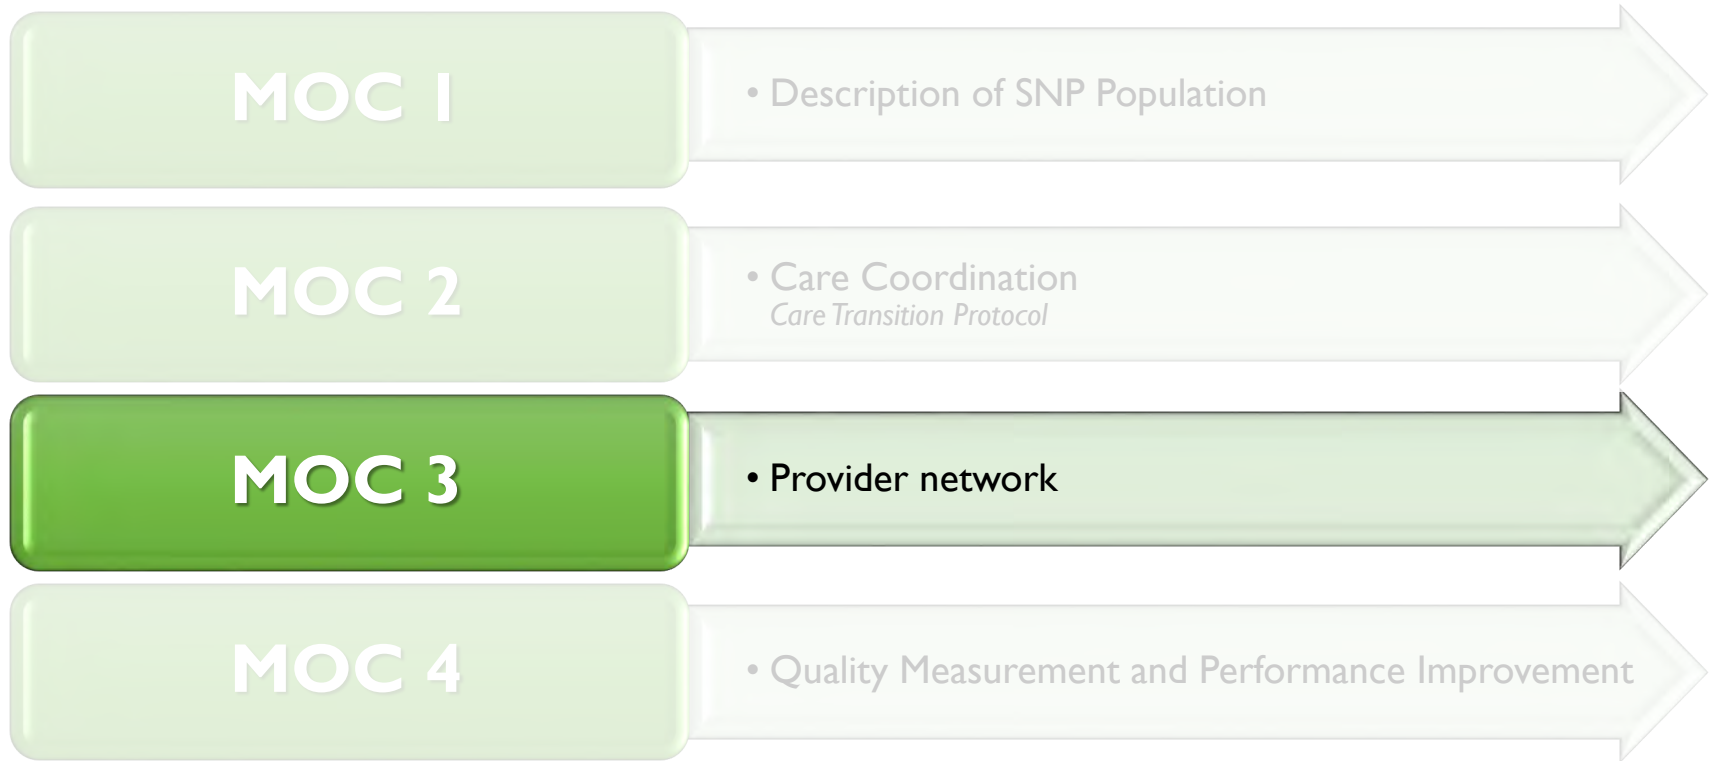 MOC 1
• Description of SNP Population
MOC 2
• Care Coordination
Care Transition Protocol
MOC 3
• Provider network
MOC 4
• Quality Measurement and Performance Improvement